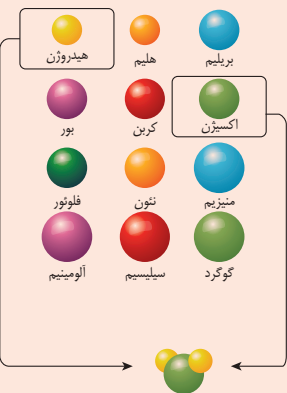 بریلیم هلیم هیدروژن
اکسیژن کربن بور
منیزیم نئون فلوئور
گوگرد سیلیسیم آلومینیم